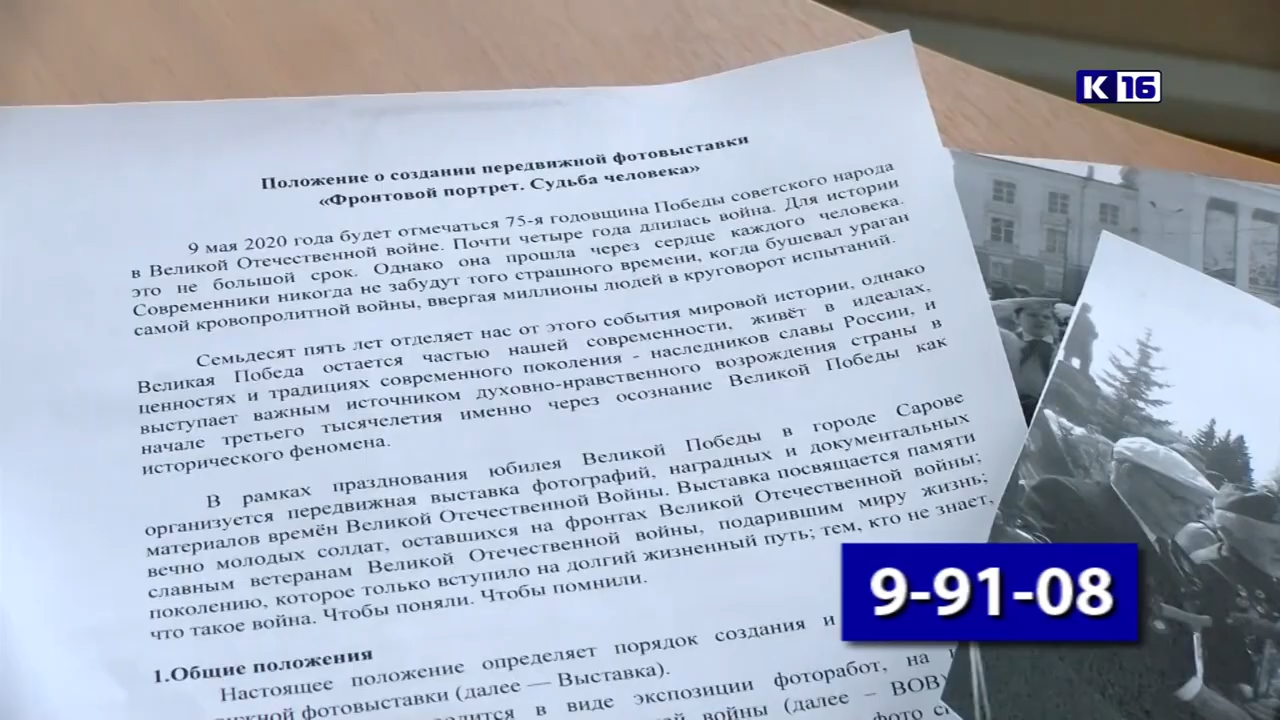 К 16
Положение о создании передвижной фотовыставки
«Фронтовой портрет. Судьба человека»
9 мая 2020 года будет отмечаться 75-я годовщина Победы советского народа
в Великой Отечественной войне. Почти четыре года длилась война. Для истории
это не большой срок. Однако она прошла через сердце каждого человека.
Современники никогда не забудут того страшного времени, когда бушевал ураган
самой кровопролитной войны, ввергая миллионы людей в круговорот испытаний.
Семьдесят пять лет отделяет нас от этого события мировой истории, однако
Великая Победа остается частью нашей современности, живёт в идеалах,
ценностях и традициях современного поколения - наследников славы России, и
выступает важным источником духовно-нравственного возрождения страны в
начале третьего тысячелетия именно через осознание Великой Победы как
исторического феномена.
В рамках празднования юбилея Великой Победы в городе Сарове
организуется передвижная выставка фотографий, наградных и документальных
материалов времён Великой Отечественной Войны. Выставка посвящается памяти
вечно молодых солдат, оставшихся на фронтах Великой Отечественной войны;
славным ветеранам Великой Отечественной войны, подарившим миру жизнь;
поколению, которое только вступило на долгий жизненный путь; тем, кто не знает,
что такое война. Чтобы поняли. Чтобы помнили.
9-91-08
1.Общие положения
Настоящее положение определяет порядок создания и
фотовыставки (далее — Выставка).
в виде экспозиции фоторабот, на
войны (далее – ВОВ)
фото